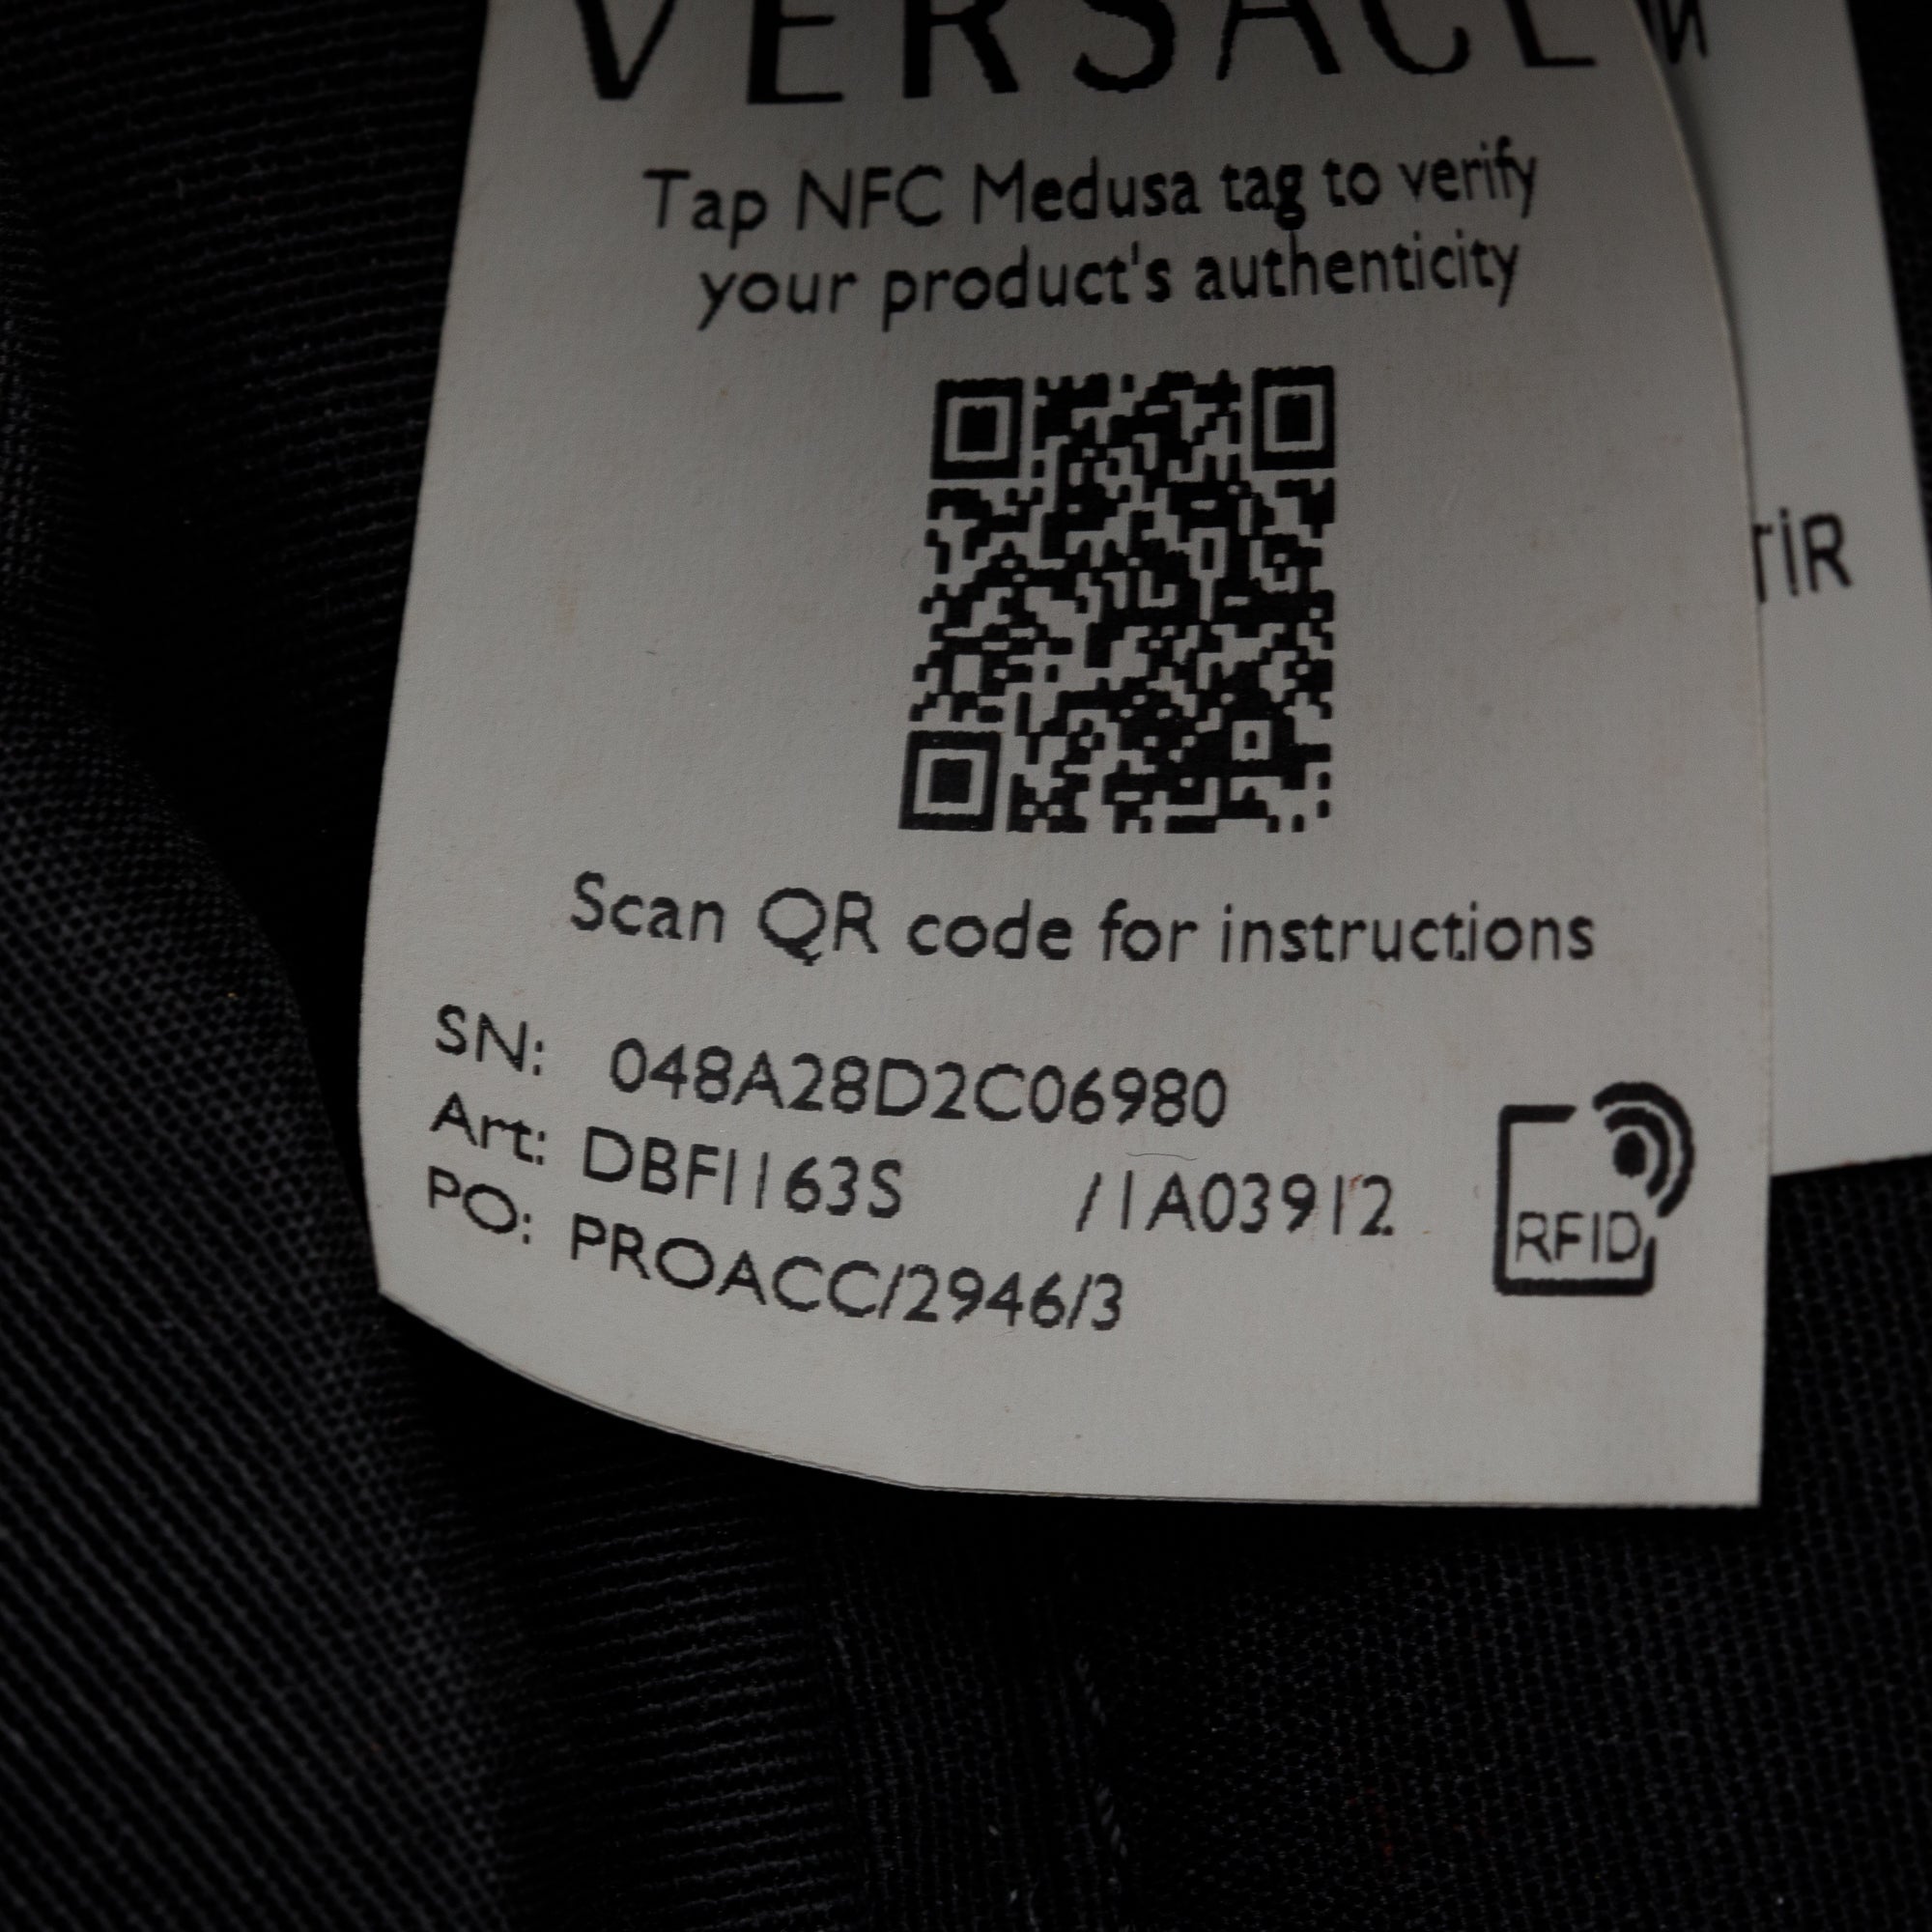 VERSACE
Tap NFC Medusa tag to verify
your product's authenticity
TİR
Scan QR code for instructions
SN: 048A28D2C06980
Art: DBF1163S /1A03912
PO: PROACC/2946/3
RFID